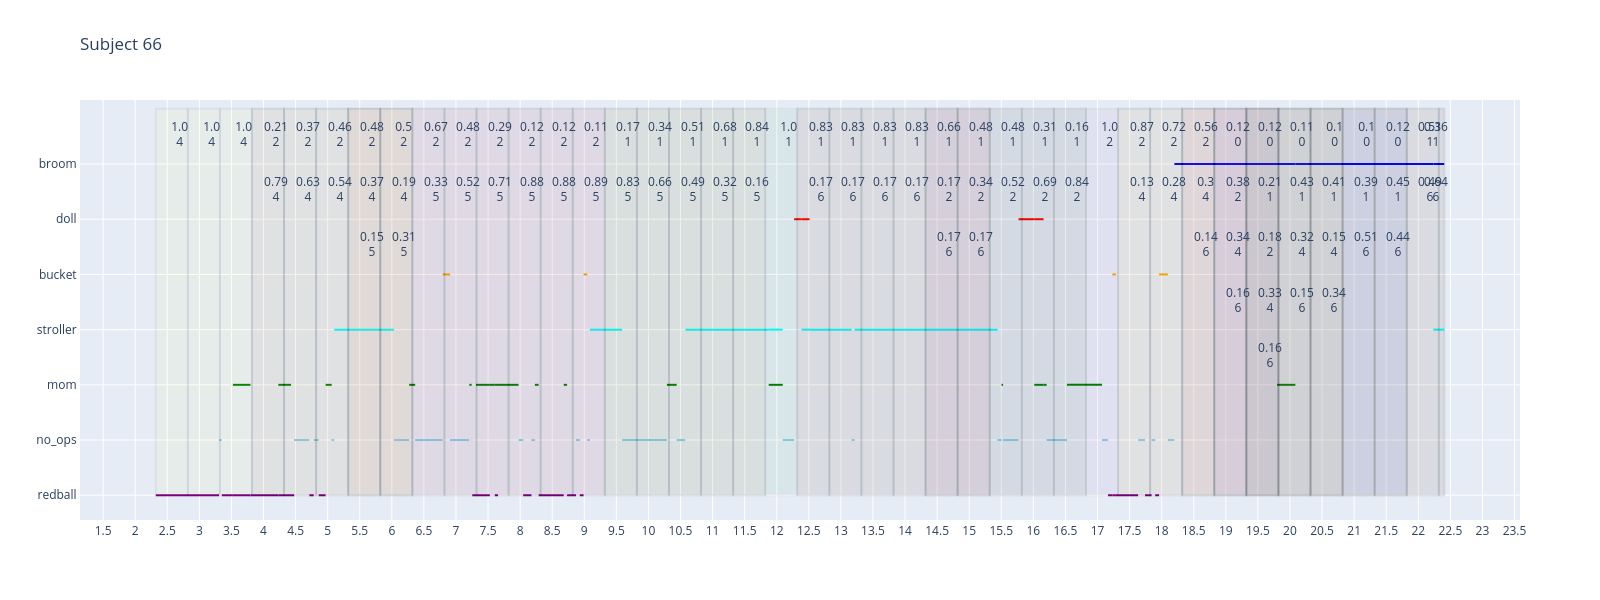 Subject 66
1.0 1.0 1.0 0.21 0.37 0.46 0.48 0.5 0.67 0.48 0.29 0.12 0.12 0.11 0.17 0.34 0.51 0.68 0.84 1.0 0.83 0.83 0.83 0.83 0.66 0.48 0.48 0.31 0.16 1.0 0.87 0.72 0.56 0.12 0.12 0.11 0.1 0.1 0.12
4 4 4 2 2 2 2 2 2 2 2 2 2 2 1 1 1 1 1 1 1 1 1 1 1 1 1 1 1 2 2 2 2 0 0 0 0 0 0 1 1
broom
0.79 0.63 0.54 0.37 0.19 0.33 0.52 0.71 0.88 0.88 0.89 0.83 0.66 0.49 0.32 0.16 0.17 0.17 0.17 0.17 0.17 0.34 0.52 0.69 0.84 0.13 0.28 0.3 0.38 0.21 0.43 0.41 0.39 0.45
4 4 4 4 4 5 5 5 5 5 5 5 5 5 5 5 6 6 6 6 2 2 2 2 2 4 4 4 2 1 1 1 1 1 6 6
doll
0.15 0.31 0.17 0.17 0.14 0.34 0.18 0.32 0.15 0.51 0.44
5 5 6 6 6 4 2 4 4 6 6
bucket
0.16 0.33 0.15 0.34
6 4 6 6
stroller
0.16
6
mom
no_ops
redball
1.5 2 2.5 3 3.5 4 4.5 5 5.5 6 6.5 7 7.5 8 8.5 9 9.5 10 10.5 11 11.5 12 12.5 13 13.5 14 14.5 15 15.5 16 16.5 17 17.5 18 18.5 19 19.5 20 20.5 21 21.5 22 22.5 23 23.5